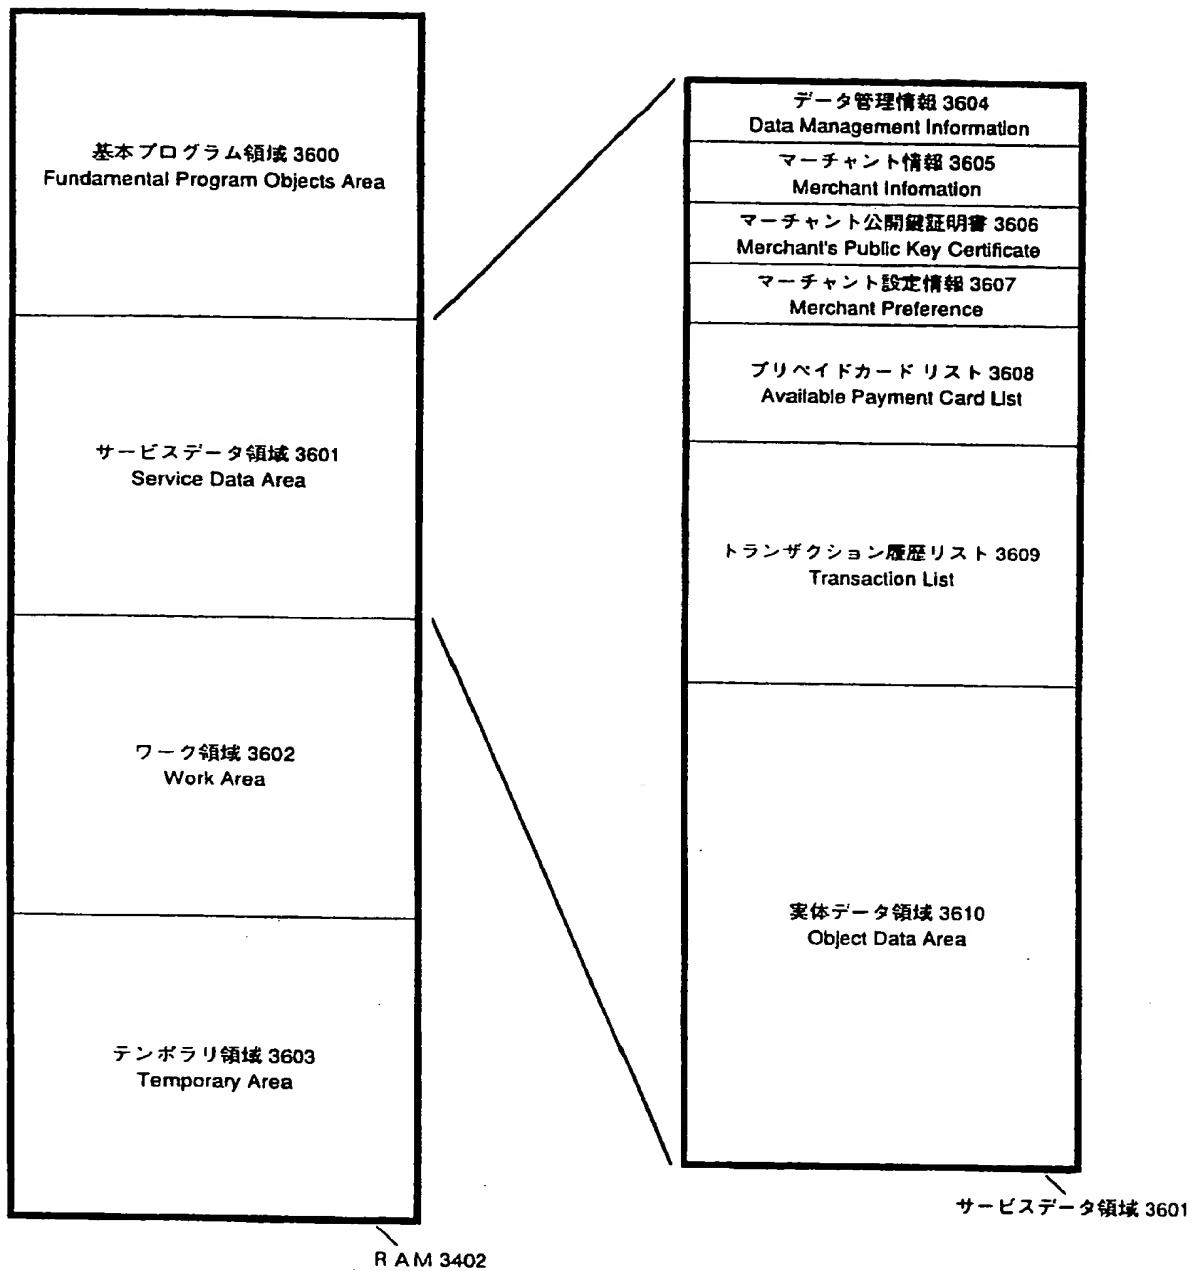 基本プログラム領域 3600
Fundamental Program Objects Area
サービスデータ領域 3601
Service Data Area
ワーク領域 3602
Work Area
テンポラリ領域 3603
Temporary Area
RAM 3402
データ管理情報 3604
Data Management Information
マーチャント情報 3605
Merchant Infomation
マーチャント公開鍵証明書 3606
Merchant's Public Key Certificate
マーチャント設定情報 3607
Merchant Preference
プリペイドカード リスト 3608
Available Payment Card List
トランザクション履歴リスト 3609
Transaction List
実体データ領域 3610
Object Data Area
サービスデータ領域 3601